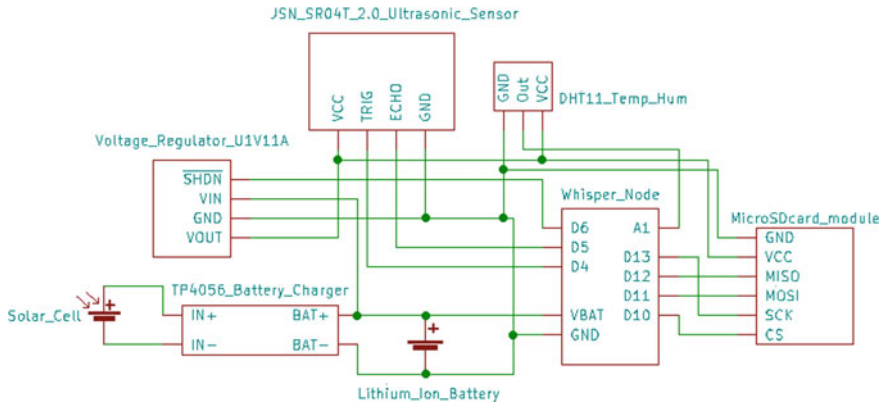 JSN_SR04T_2.0_Ultrasonic_Sensor
VCC
TRIG
ECHO
GND
GND
Out
VCC
DHT11_Temp_Hum
Voltage_Regulator_U1V11A
SHDN
VIN
GND
VOUT
Whisper_Node
D6
D5
D4
VBAT
GND
A1
D13
D12
D11
D10
MicroSDcard_module
GND
VCC
MISO
MOSI
SCK
CS
TP4056_Battery_Charger
IN+
IN-
BAT+
BAT-
Solar_Cell
+
+
Lithium_Ion_Battery